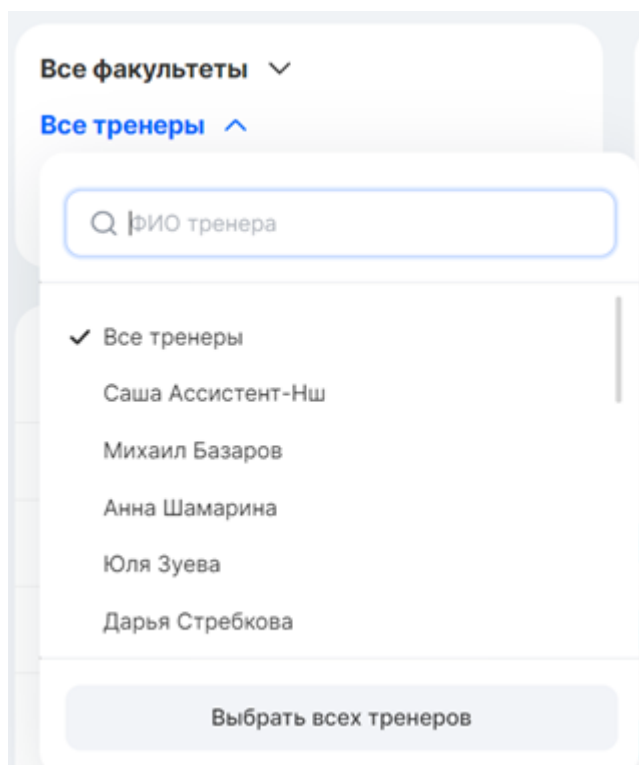 Все факультеты
Все тренеры
ФИО тренера
Все тренеры
Саша Ассистент-Нш
Михаил Базаров
Анна Шамарина
Юля Зуева
Дарья Стребкова
Выбрать всех тренеров